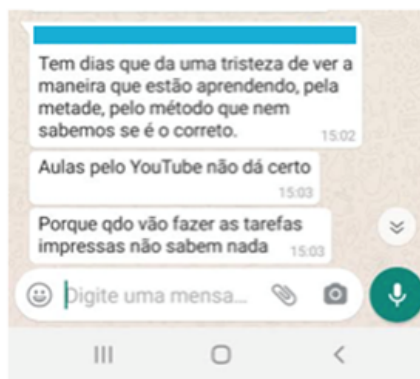 Tem dias que da uma tristeza de ver a
maneira que estão aprendendo, pela
metade, pelo método que nem
sabemos se é o correto. 15:02
Aulas pelo YouTube não dá certo
15:03
Porque qdo vão fazer as tarefas
impressas não sabem nada 15:03
Digite uma mensa...